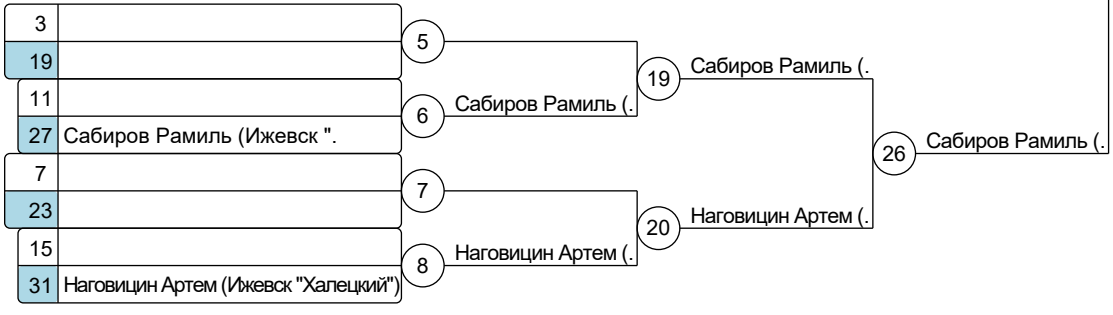 3
5
19
19 Сабиров Рамиль (.
11
6 Сабиров Рамиль (.
27 Сабиров Рамиль (Ижевск ".
26 Сабиров Рамиль (.
7
7
23
20 Наговицин Артем (.
15
8 Наговицин Артем (.
31 Наговицин Артем (Ижевск "Халецкий")